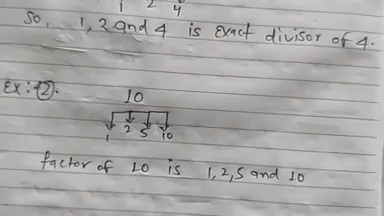 1 2 4
So, 1, 2 and 4 is exact divisor of 4.
Ex:②.
10
1 2 5 10
factor of 10 is 1, 2, 5 and 10